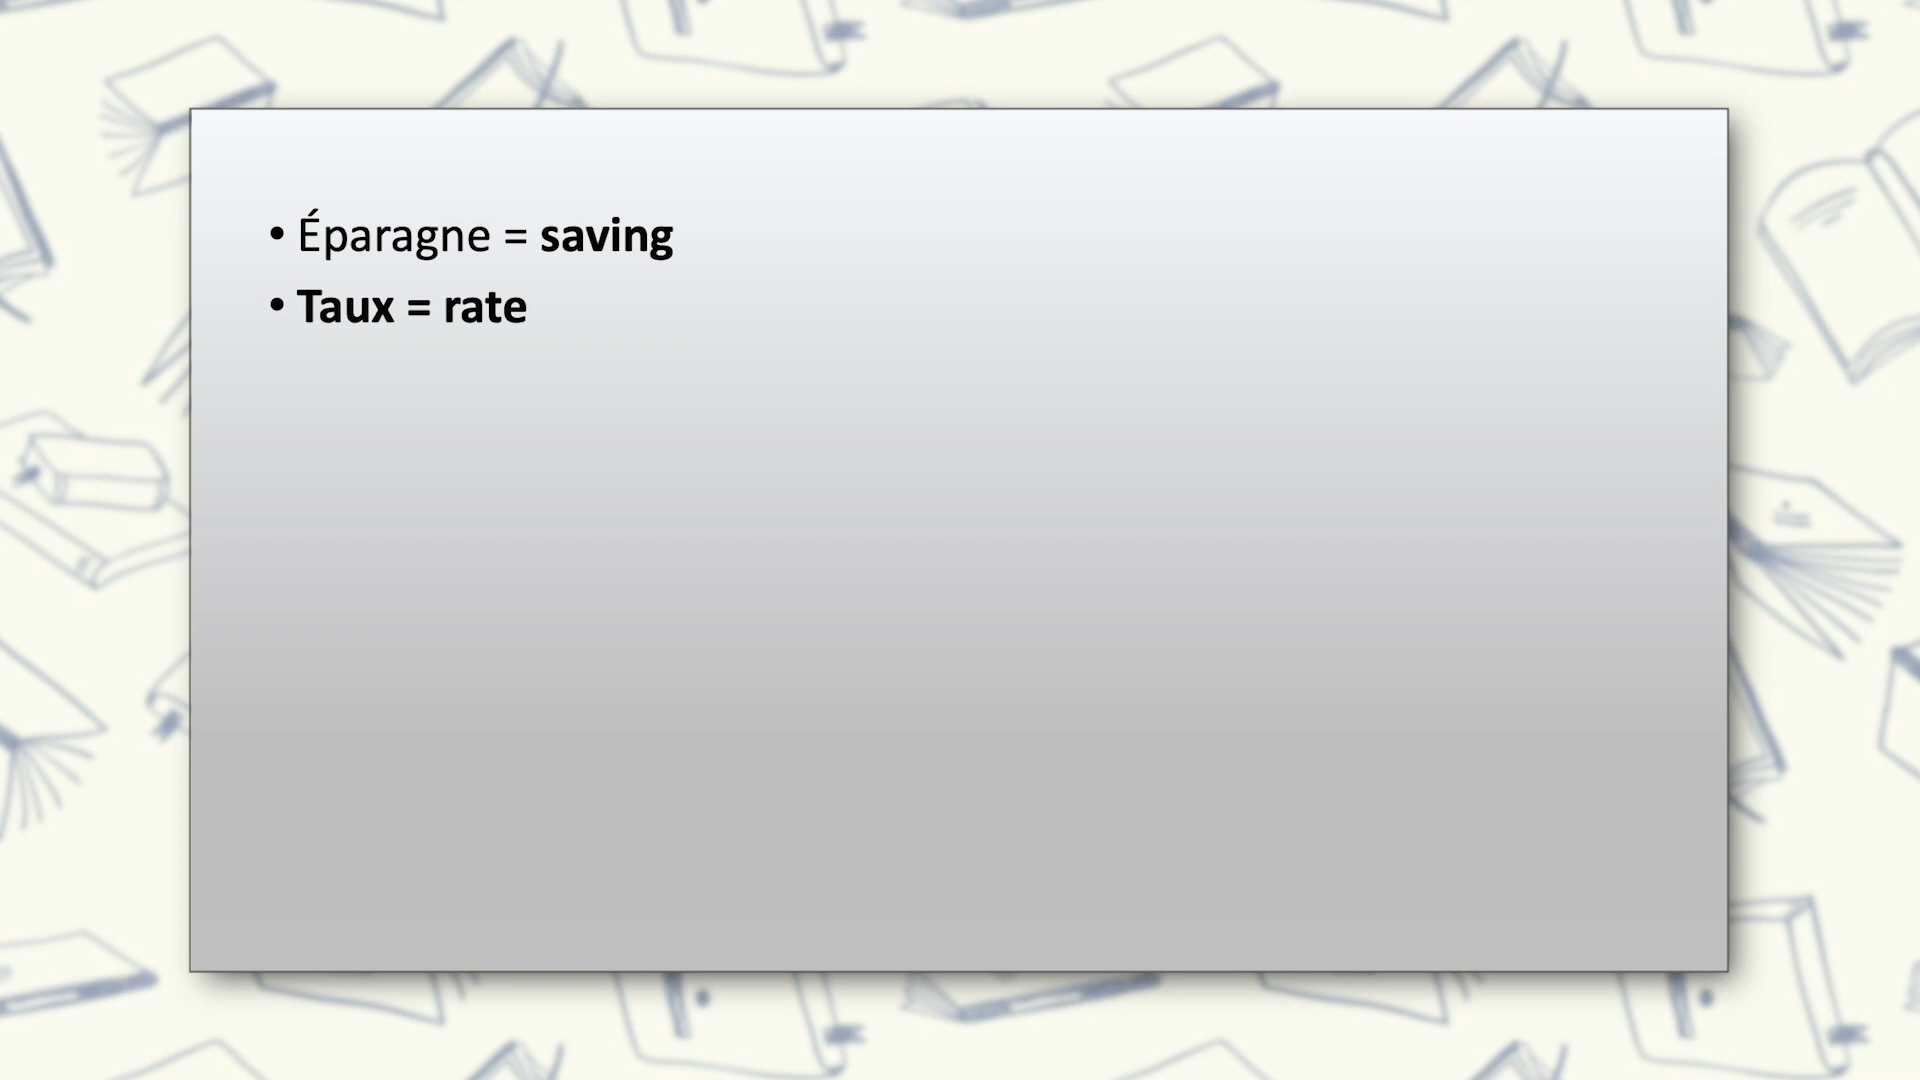 • Éparagne = saving
• Taux = rate